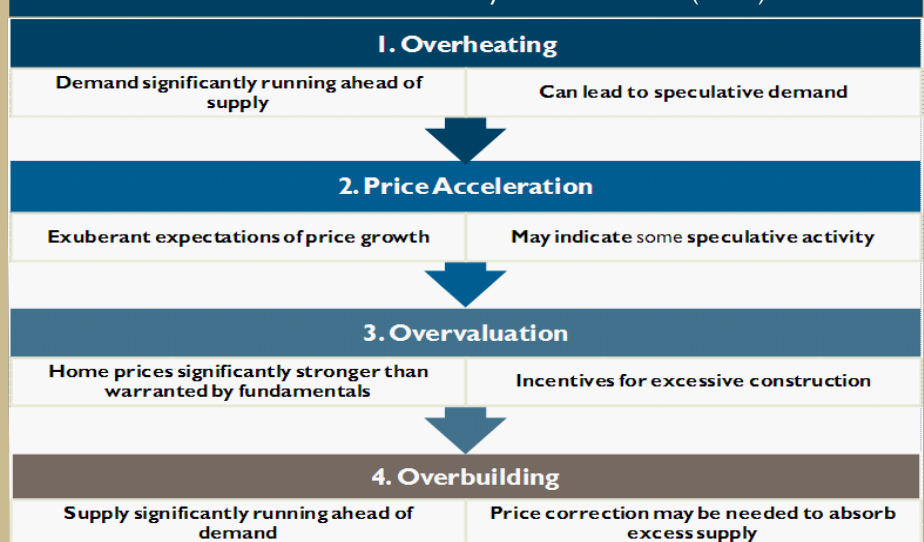 1. Overheating
Demand significantly running ahead of
supply
Can lead to speculative demand
2. Price Acceleration
Exuberant expectations of price growth
May indicate some speculative activity
3. Overvaluation
Home prices significantly stronger than
warranted by fundamentals
Incentives for excessive construction
4. Overbuilding
Supply significantly running ahead of
demand
Price correction may be needed to absorb
excess supply